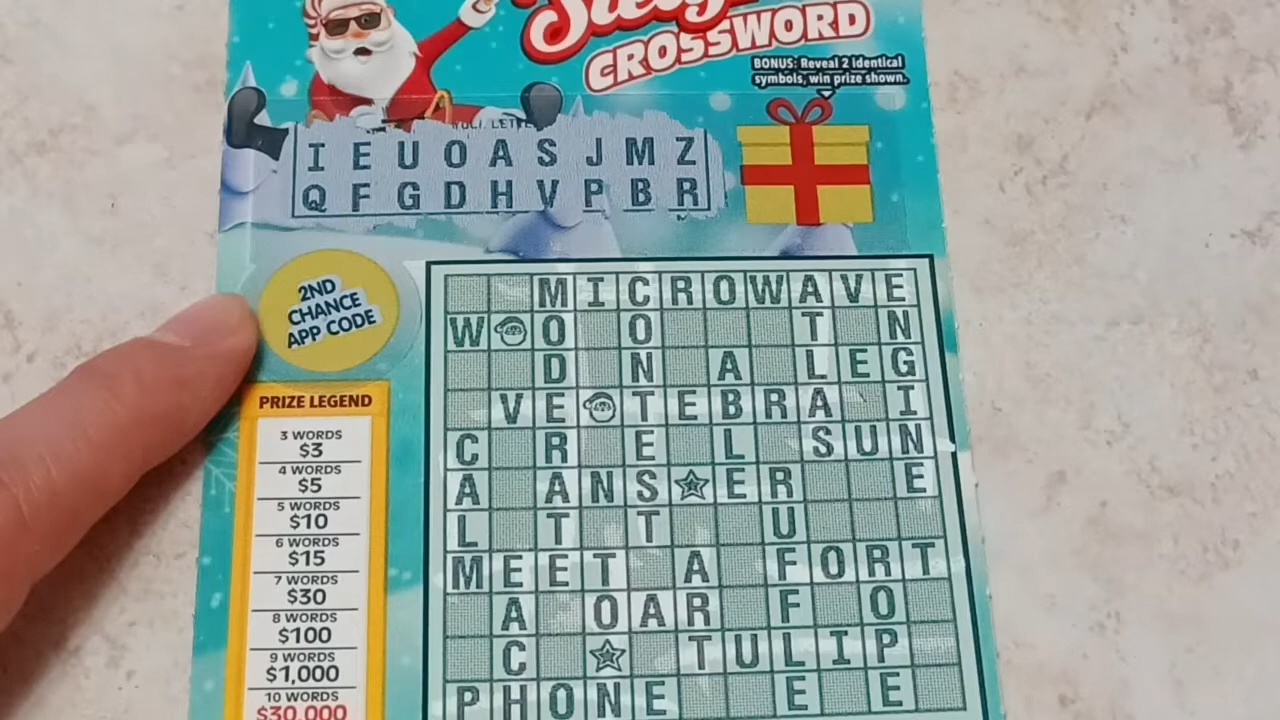 CROSSWORD
BONUS: Reveal 2 identical
symbols, win prize shown.
I E U O A S J M Z
Q F G D H V P B R
2ND
CHANCE
APP CODE
PRIZE LEGEND
3 WORDS
$3
4 WORDS
$5
5 WORDS
$10
6 WORDS
$15
7 WORDS
$30
8 WORDS
$100
9 WORDS
$1,000
10 WORDS
$30,000
M I C R O W A V E
W O O T N
D N A L E G
V E T E B R A I
C R E L S U N
A A N S E R E
L T T U
M E E T A F O R T
A O A R F O
C T U L I P
P H O N E E E